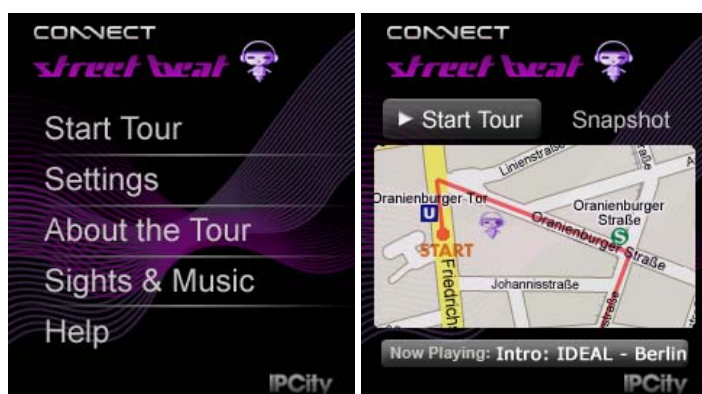 CONNECT
street beat
Start Tour
Settings
About the Tour
Sights & Music
Help
IPCity
CONNECT
street beat
Start Tour
Snapshot
Linienstraße
Oranienburger Tor
U
Oranienburger
Straße
S
Oranienburger Straße
START
Friedrichs
Johannisstraße
Now Playing: Intro: IDEAL - Berlin
IPCity